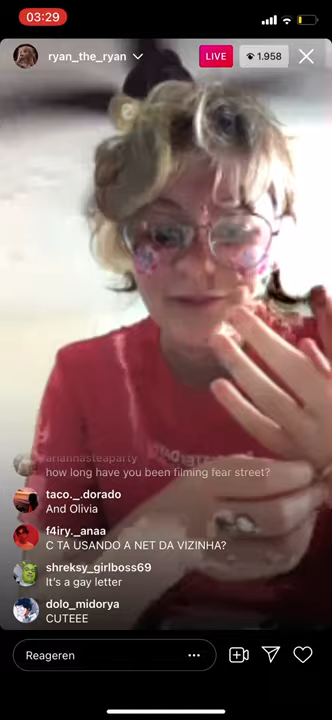 03:29
ryan_the_ryan
LIVE
1.958
ariannasteaparty
how long have you been filming fear street?
taco._.dorado
And Olivia
f4iry._anaa
C TA USANDO A NET DA VIZINHA?
shreksy_girlboss69
It's a gay letter
dolo_midorya
CUTEEE
Reageren